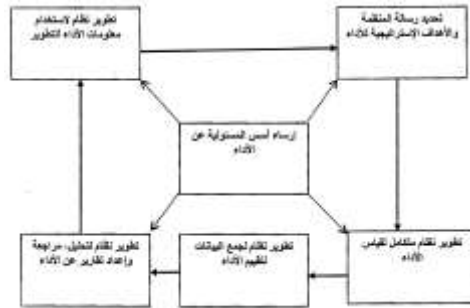 تحديد رسالة المنظمة
والأهداف الإستراتيجية للأداء
تطوير نظام لاستخدام
معلومات الأداء للتطوير
إرساء أسس المسئولية عن
الأداء
تطوير نظام متكامل لقياس
الأداء
تطوير نظام لجمع البيانات
لتقييم الأداء
تطوير نظام لتحليل، مراجعة
وإعداد تقارير عن الأداء